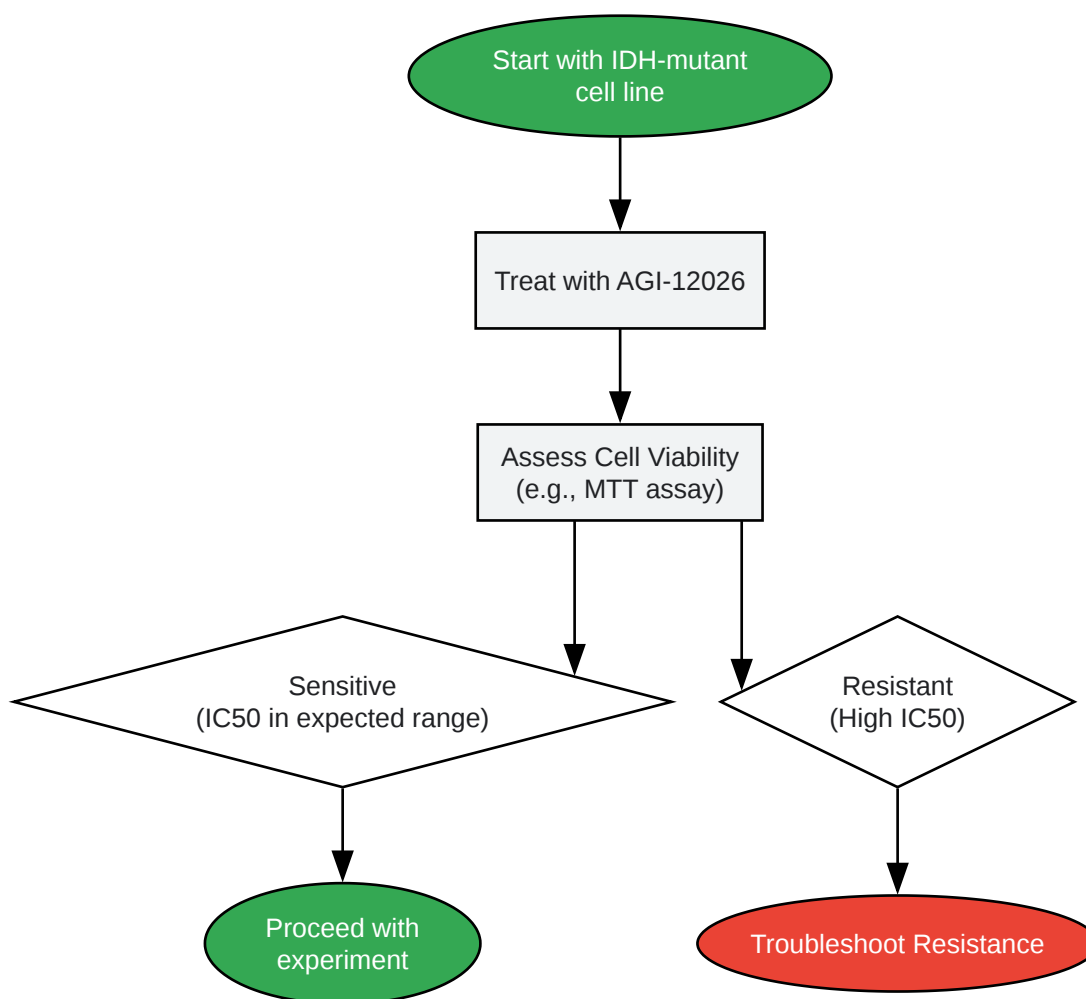 Start with IDH-mutant
cell line
Treat with AGI-12026
Assess Cell Viability
(e.g., MTT assay)
Sensitive
(IC50 in expected range)
Resistant
(High IC50)
Proceed with
experiment
Troubleshoot Resistance